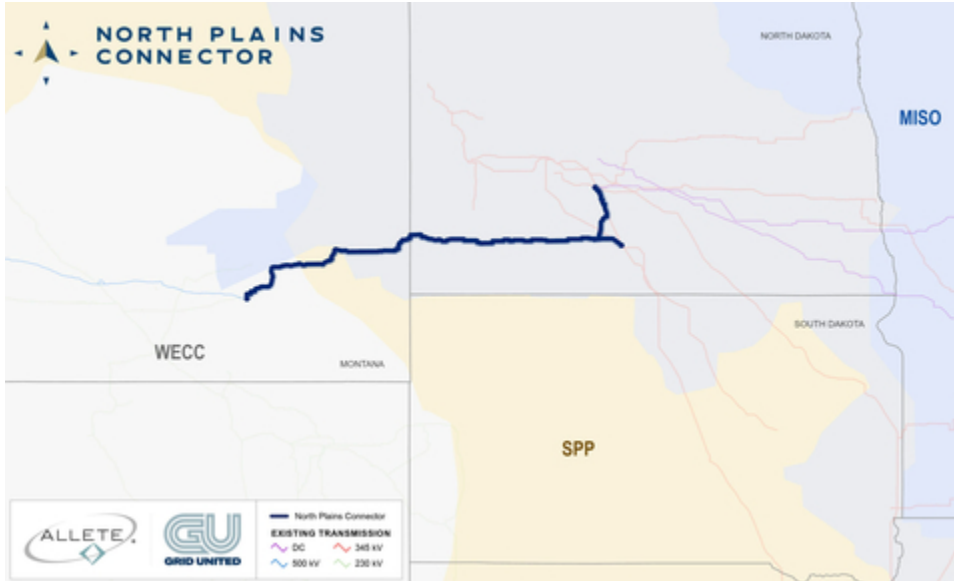 NORTH PLAINS
CONNECTOR
NORTH DAKOTA
MISO
SOUTH DAKOTA
WECC
MONTANA
SPP
ALLETE
GU
GRID UNITED
North Plains Connector
EXISTING TRANSMISSION
DC
345 kV
500 kV
230 kV